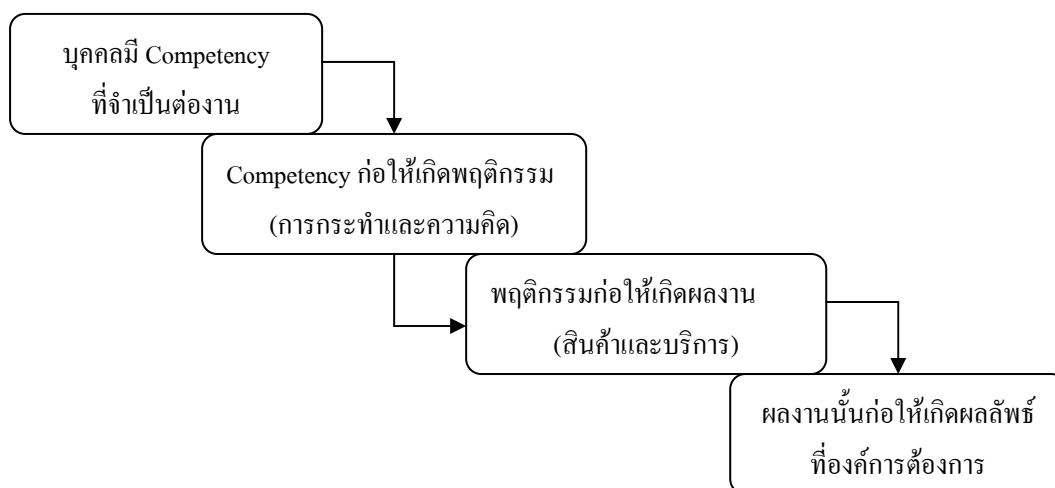 บุคคลมี Competency
ที่จำเป็นต่องาน
Competency ก่อให้เกิดพฤติกรรม
(การกระทำและความคิด)
พฤติกรรมก่อให้เกิดผลงาน
(สินค้าและบริการ)
ผลงานนั้นก่อให้เกิดผลลัพธ์
ที่องค์การต้องการ